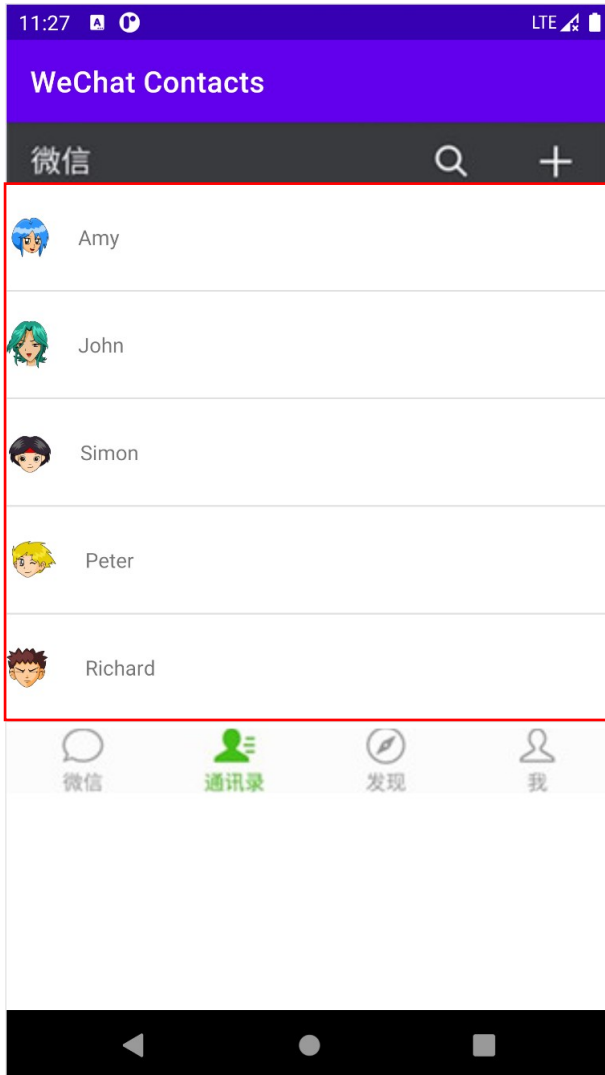 11:27 LTE
WeChat Contacts
微信
Amy
John
Simon
Peter
Richard
微信 通讯录 发现 我